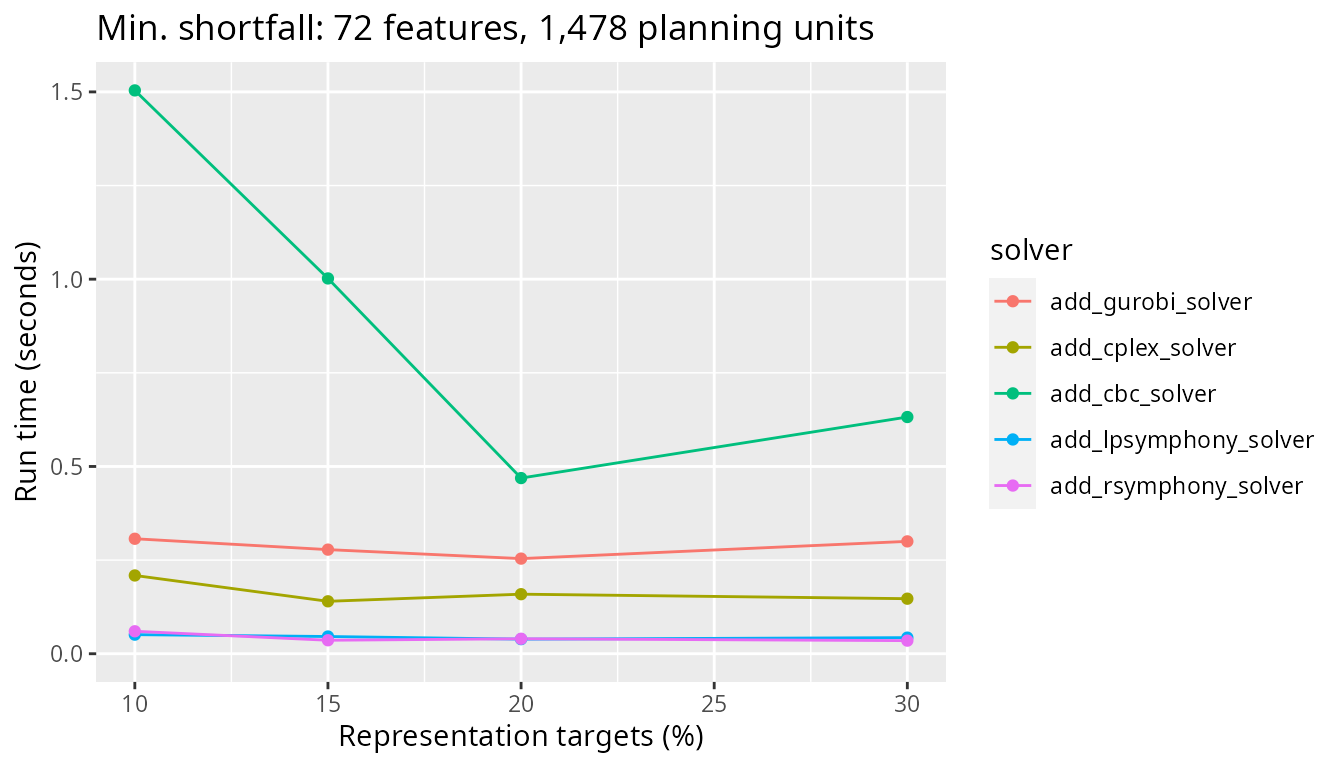 Min. shortfall: 72 features, 1,478 planning units
Run time (seconds)
1.5
1.0
0.5
0.0
10 15 20 25 30
Representation targets (%)
solver
add_gurobi_solver
add_cplex_solver
add_cbc_solver
add_lpsymphony_solver
add_rsymphony_solver